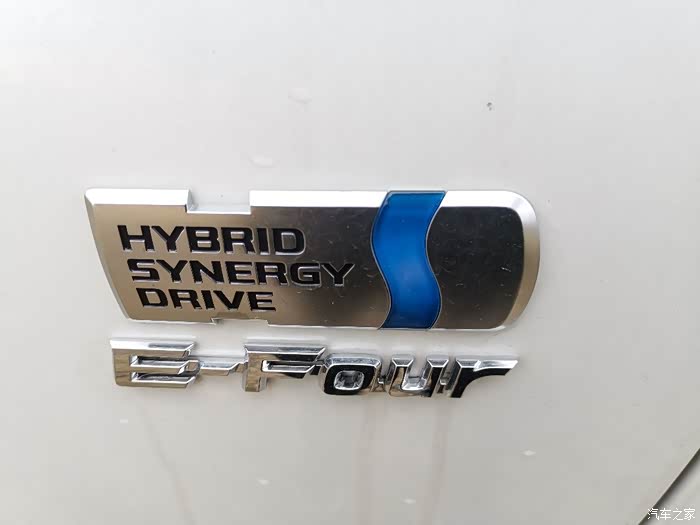 HYBRID
SYNERGY
DRIVE
E-Four
汽车之家